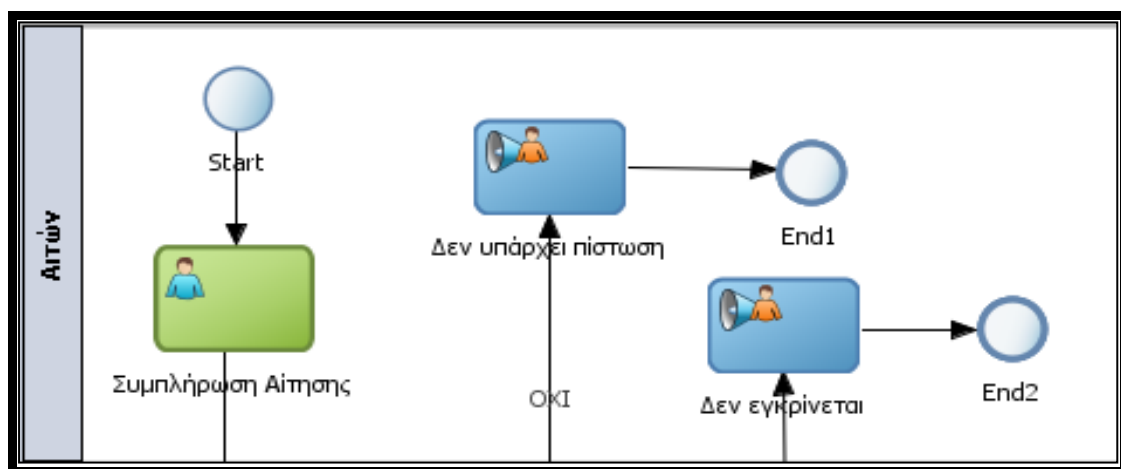 Αιτών
Start
Δεν υπάρχει πίστωση
End1
Συμπλήρωση Αίτησης
ΟΧΙ
Δεν εγκρίνεται
End2